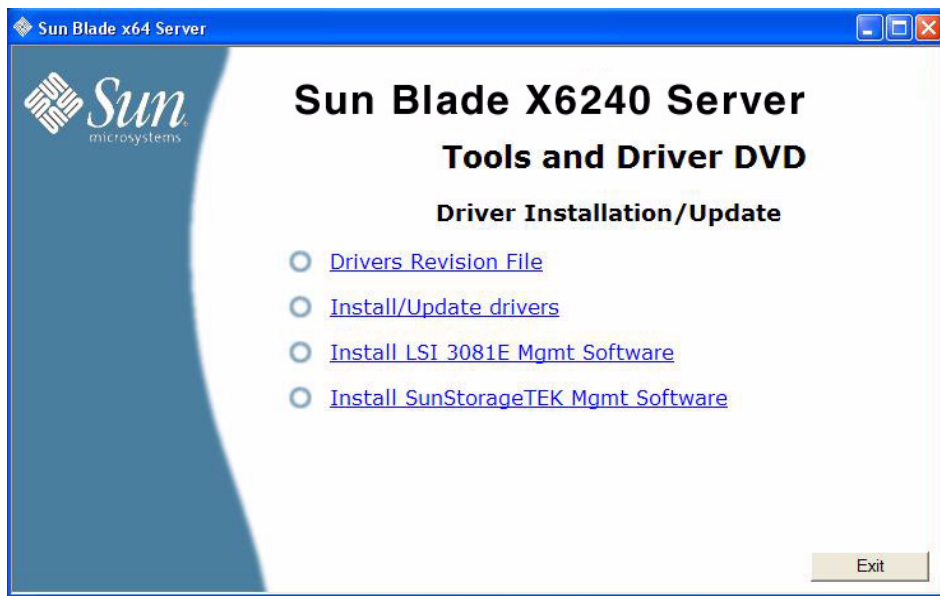 Sun Blade x64 Server
Sun
microsystems
Sun Blade X6240 Server
Tools and Driver DVD
Driver Installation/Update
Drivers Revision File
Install/Update drivers
Install LSI 3081E Mgmt Software
Install SunStorageTEK Mgmt Software
Exit